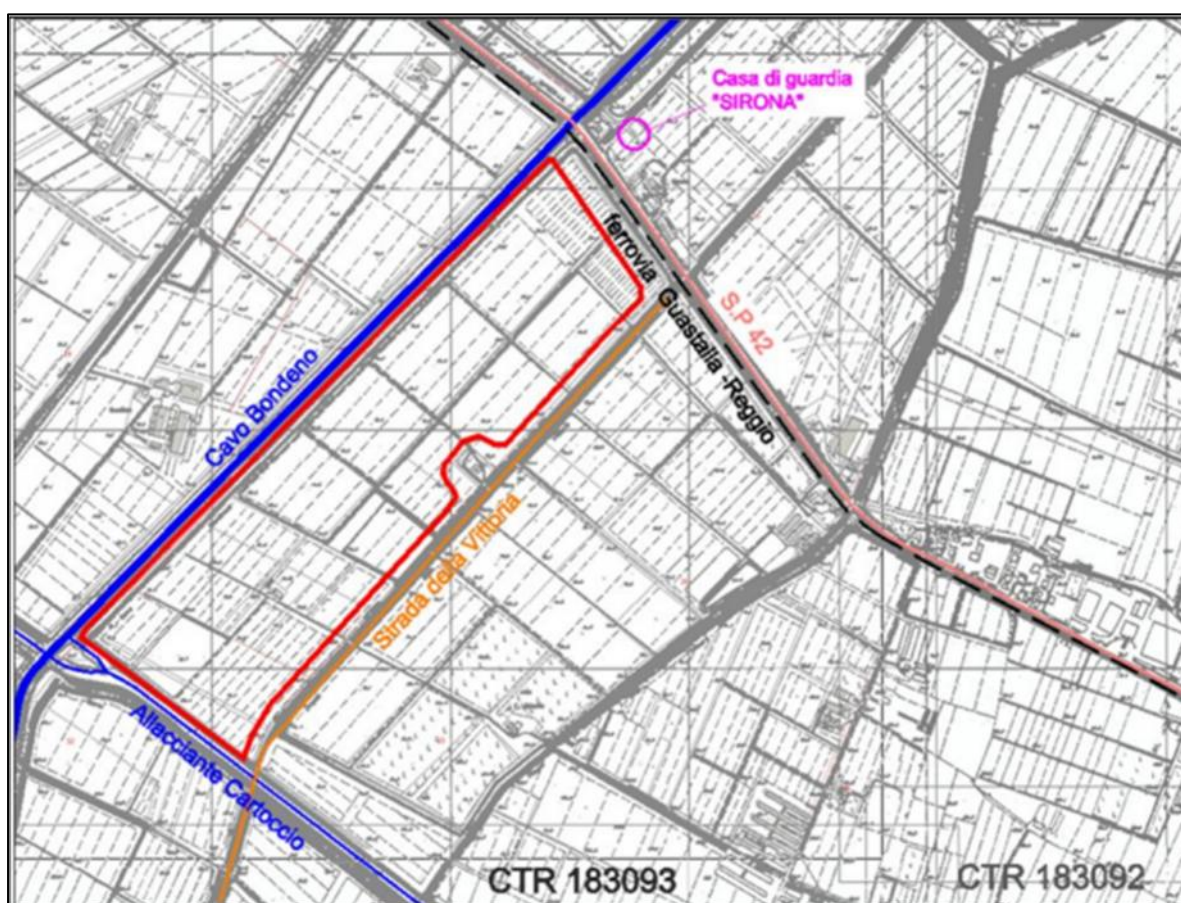 Casa di guardia
"SIRONA"
ferrovia Guastalla -Reggio
S.P 42
Cavo Bondeno
Strada della Vittoria
Allacciante Cartoccio
CTR 183093
CTR 183092